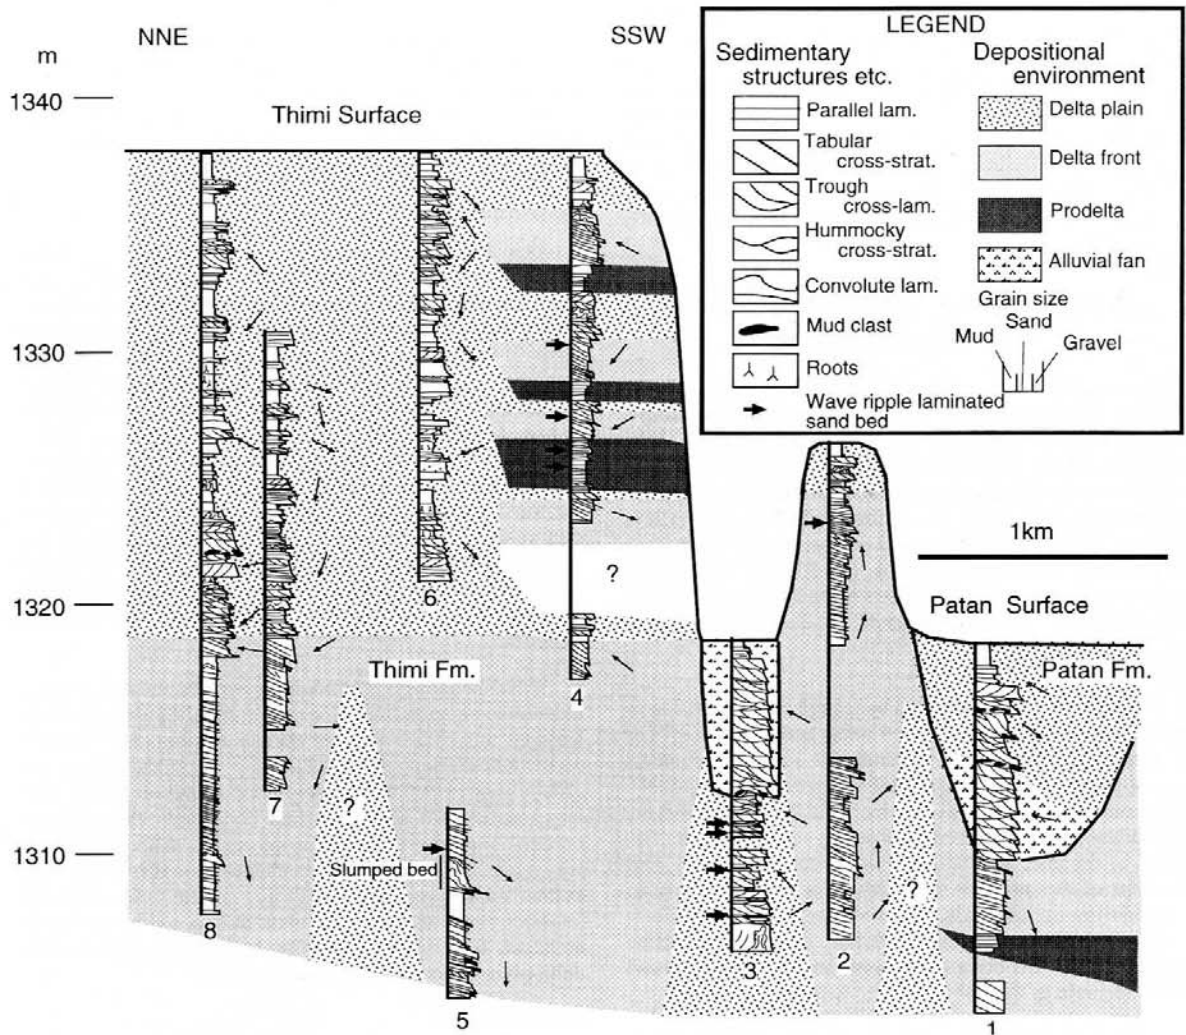 NNE
SSW
m
1340
Thimi Surface
1330
1320
1310
LEGEND
Sedimentary
structures etc.
Parallel lam.
Tabular
cross-strat.
Trough
cross-lam.
Hummocky
cross-strat.
Convolute lam.
Mud clast
Roots
Wave ripple laminated
sand bed
Depositional
environment
Delta plain
Delta front
Prodelta
Alluvial fan
Grain size
Sand
Mud
Gravel
1km
?
6
Patan Surface
Thimi Fm.
4
Patan Fm.
7
?
Slumped bed
?
8
5
3
2
1